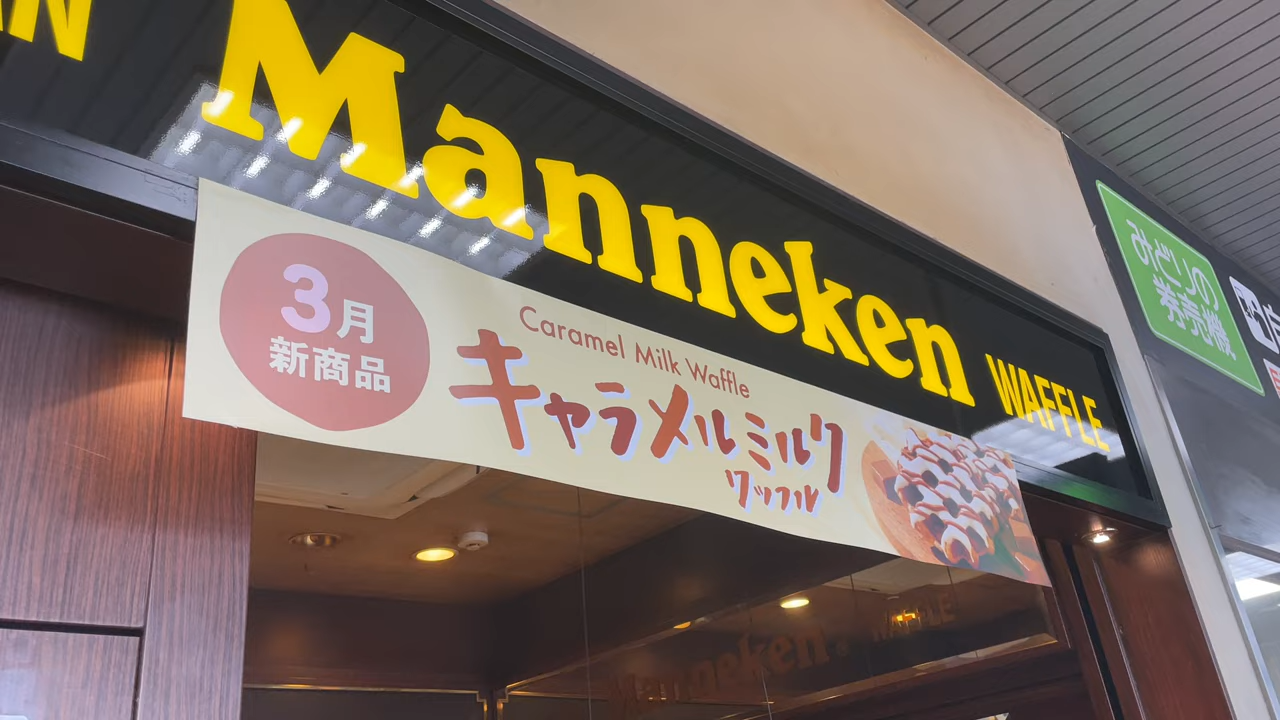 Manneken WAFFLE
3月
新商品
Caramel Milk Waffle
キャラメルミルク
ワッフル
みどりの
券売機
Manneken WAFFLE